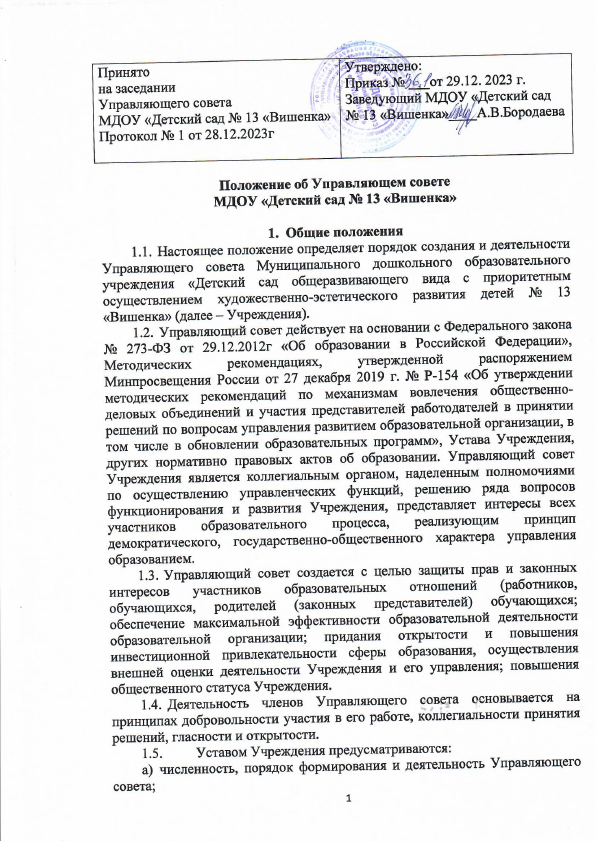 Принято
на заседании
Управляющего совета
МДОУ «Детский сад № 13 «Вишенка»
Протокол № 1 от 28.12.2023г
Утверждено:
Приказ №36.1 от 29.12. 2023 г.
Заведующий МДОУ «Детский сад
№ 13 «Вишенка»____А.В.Бородаева
Положение об Управляющем совете
МДОУ «Детский сад № 13 «Вишенка»
1. Общие положения
1.1. Настоящее положение определяет порядок создания и деятельности
Управляющего совета Муниципального дошкольного образовательного
учреждения «Детский сад общеразвивающего вида с приоритетным
осуществлением художественно-эстетического развития детей № 13
«Вишенка» (далее – Учреждения).
1.2. Управляющий совет действует на основании с Федерального закона
№ 273-ФЗ от 29.12.2012г «Об образовании в Российской Федерации»,
Методических рекомендациях, утвержденной распоряжением
Минпросвещения России от 27 декабря 2019 г. № Р-154 «Об утверждении
методических рекомендаций по механизмам вовлечения общественно-
деловых объединений и участия представителей работодателей в принятии
решений по вопросам управления развитием образовательной организации, в
том числе в обновлении образовательных программ», Устава Учреждения,
других нормативно правовых актов об образовании. Управляющий совет
Учреждения является коллегиальным органом, наделенным полномочиями
по осуществлению управленческих функций, решению ряда вопросов
функционирования и развития Учреждения, представляет интересы всех
участников образовательного процесса, реализующим принцип
демократического, государственно-общественного характера управления
образованием.
1.3. Управляющий совет создается с целью защиты прав и законных
интересов участников образовательных отношений (работников,
обучающихся, родителей (законных представителей) обучающихся;
обеспечение максимальной эффективности образовательной деятельности
образовательной организации; придания открытости и повышения
инвестиционной привлекательности сферы образования, осуществления
внешней оценки деятельности Учреждения и его управления; повышения
общественного статуса Учреждения.
1.4. Деятельность членов Управляющего совета основывается на
принципах добровольности участия в его работе, коллегиальности принятия
решений, гласности и открытости.
1.5. Уставом Учреждения предусматриваются:
а) численность, порядок формирования и деятельность Управляющего
совета;
1